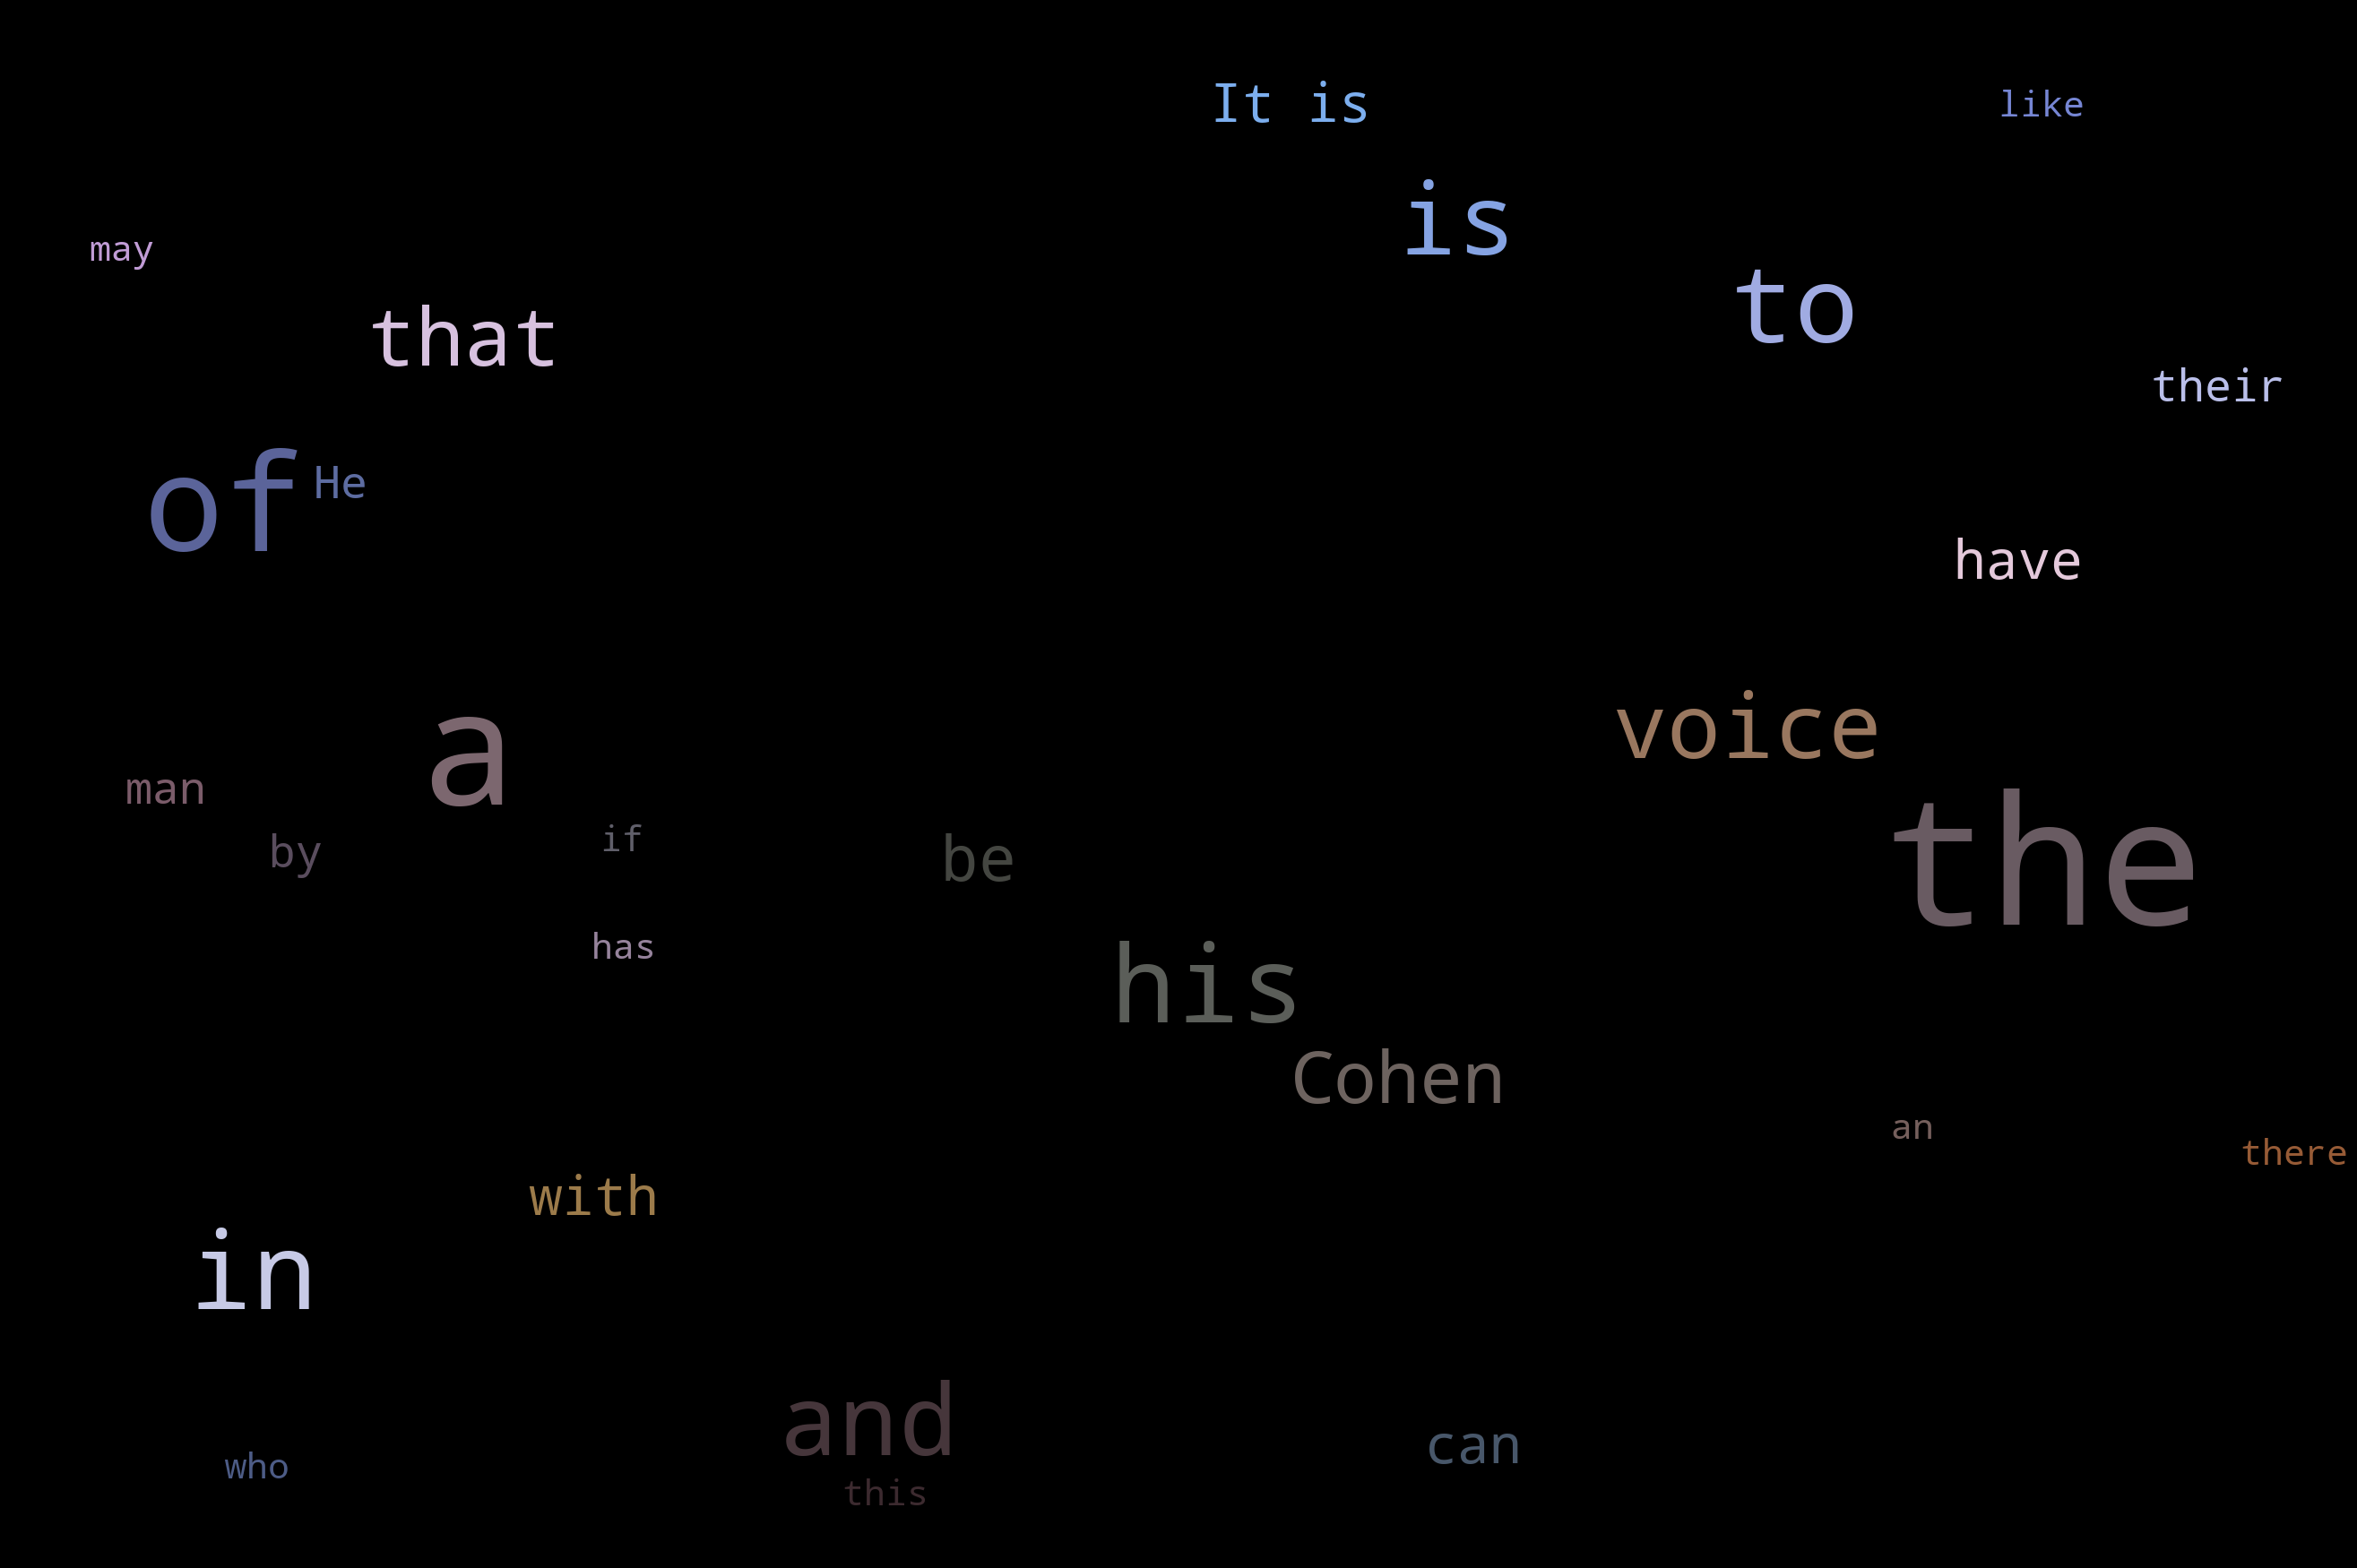 It is
like
is
may
to
that
their
of He
have
a
voice
man
the
by
if
be
has
his
Cohen
an
there
with
in
and
can
who
this